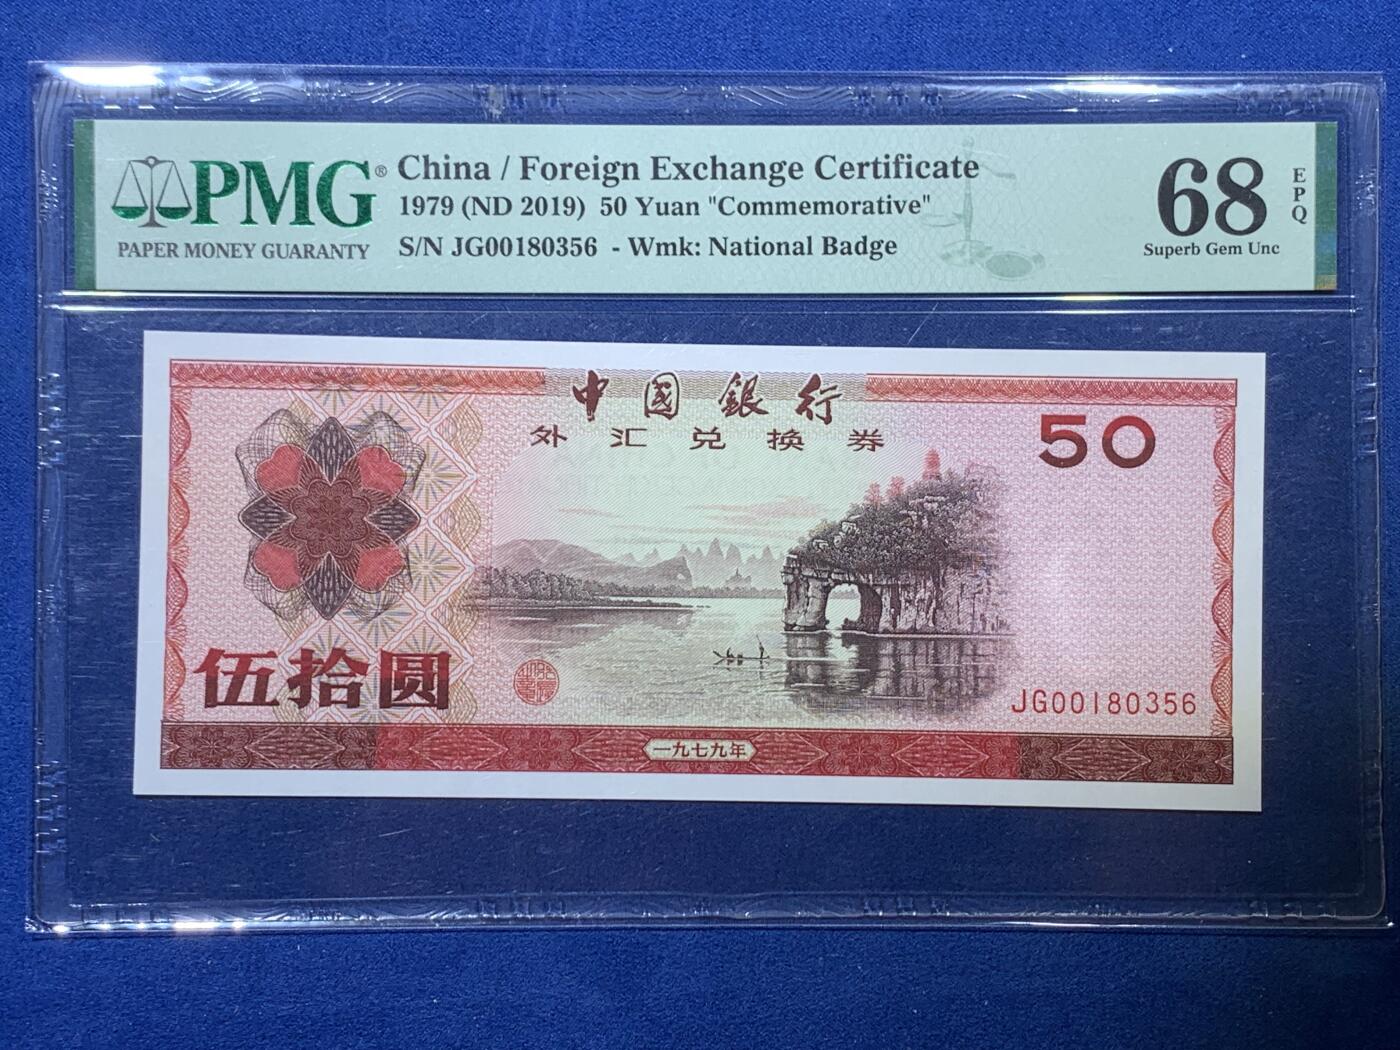 PMG®
PAPER MONEY GUARANTY
China / Foreign Exchange Certificate
1979 (ND 2019) 50 Yuan "Commemorative"
S/N JG00180356 - Wmk: National Badge
68
EPQ
Superb Gem Unc
中國銀行
外汇兑换券
50
伍拾圆
JG00180356
一九七九年